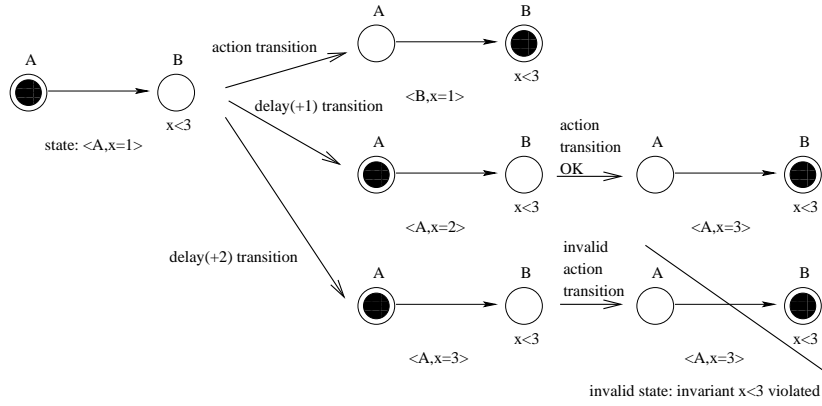 A
B
x<3
state: <A,x=1>
action transition
delay(+1) transition
delay(+2) transition
A
B
x<3
<B,x=1>
A
B
x<3
<A,x=2>
action
transition
OK
A
B
x<3
<A,x=3>
A
B
x<3
<A,x=3>
invalid
action
transition
A
B
x<3
<A,x=3>
invalid state: invariant x<3 violated